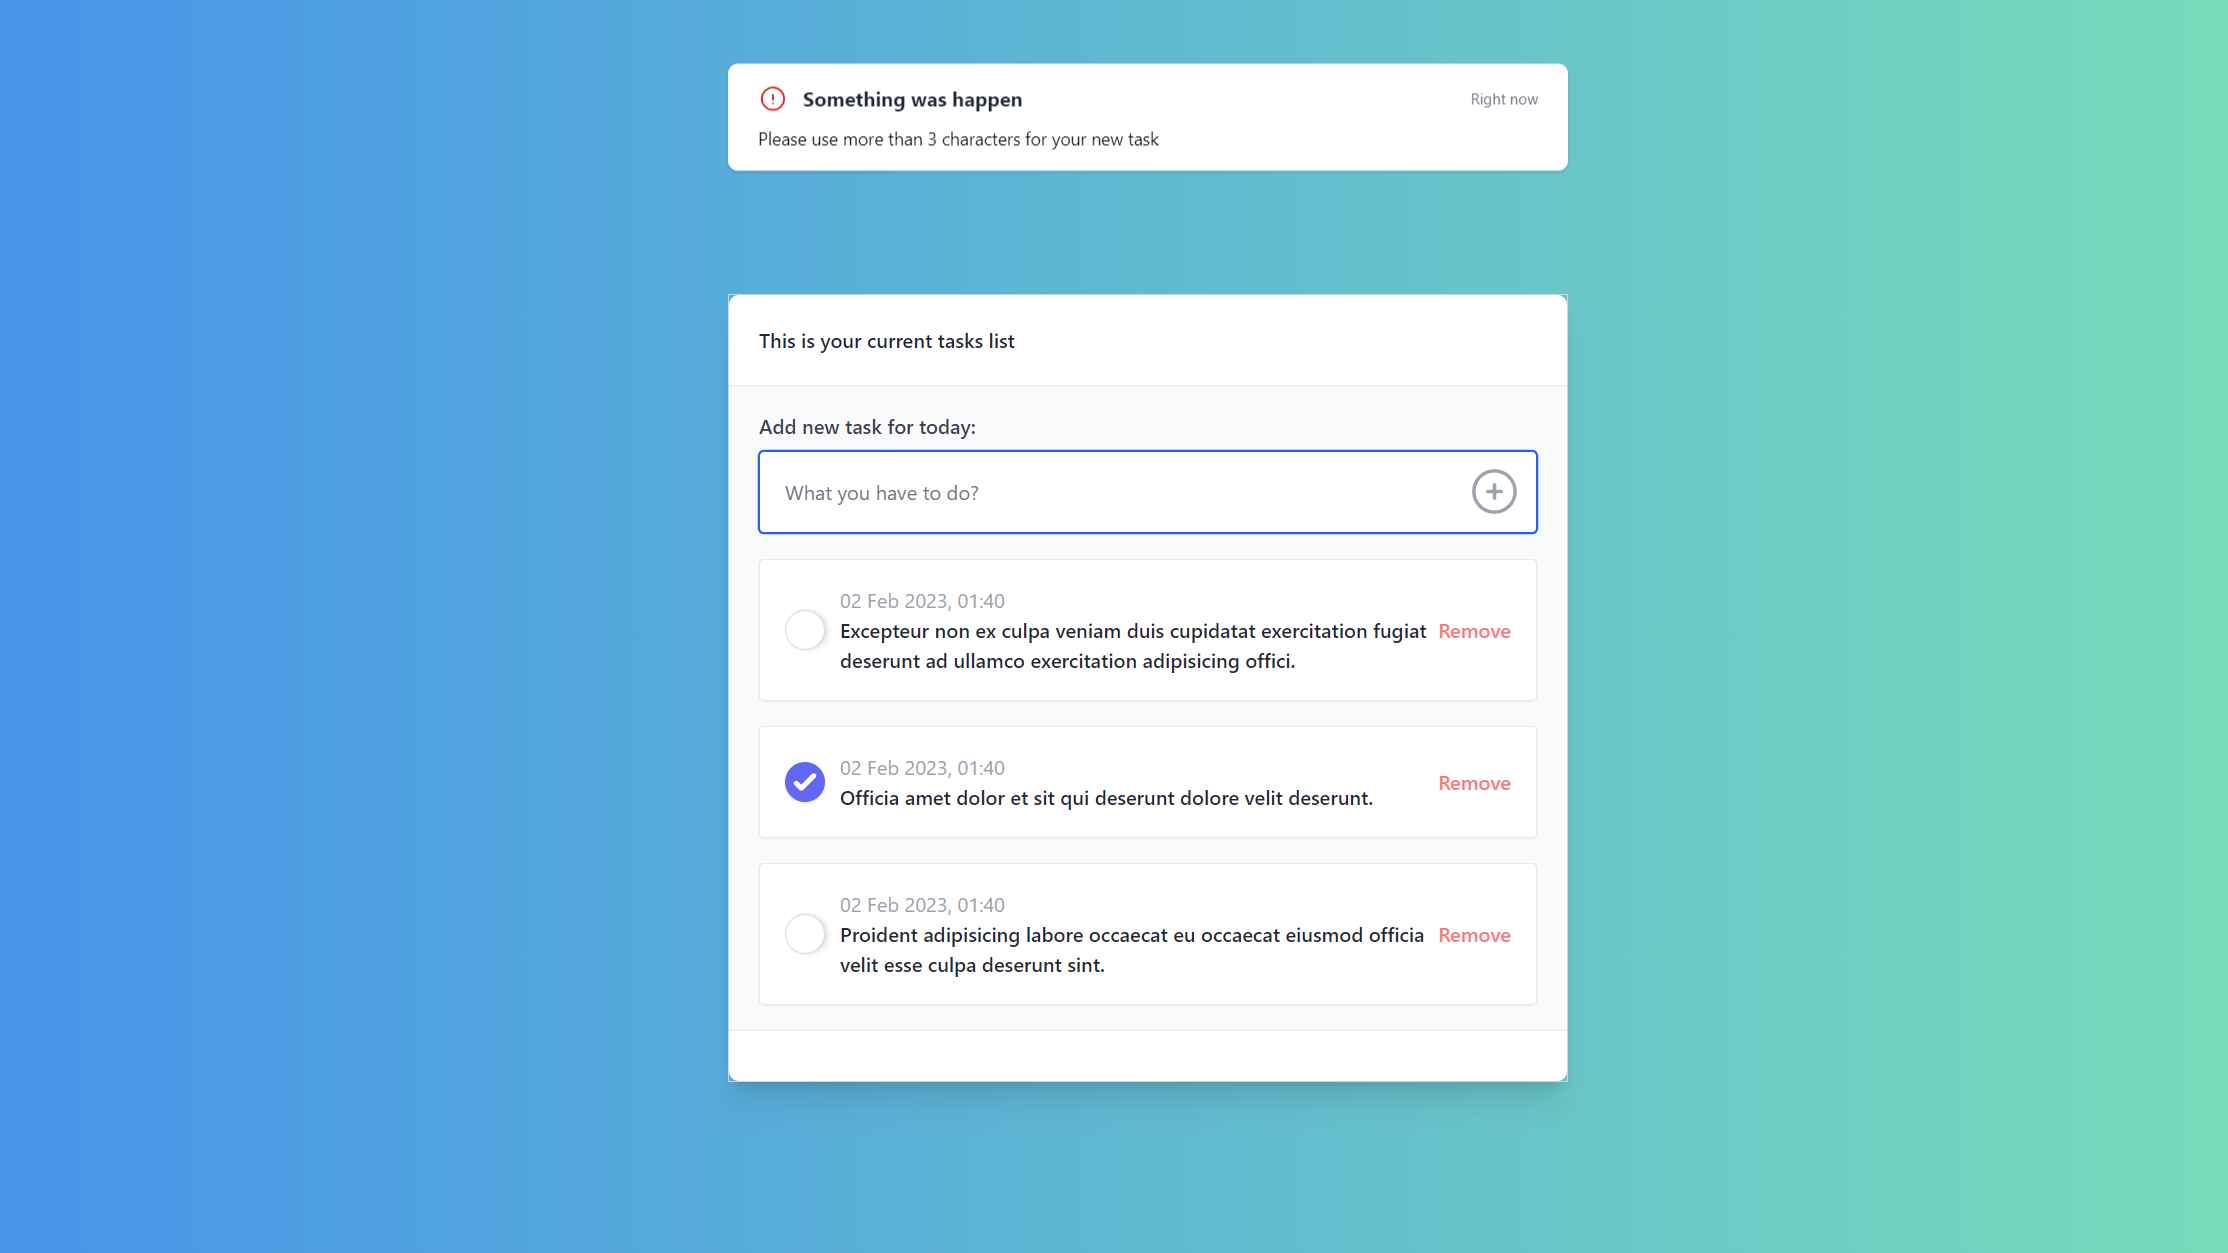 Something was happen
Right now
Please use more than 3 characters for your new task
This is your current tasks list
Add new task for today:
What you have to do?
02 Feb 2023, 01:40
Excepteur non ex culpa veniam duis cupidatat exercitation fugiat
deserunt ad ullamco exercitation adipisicing offici.
Remove
02 Feb 2023, 01:40
Officia amet dolor et sit qui deserunt dolore velit deserunt.
Remove
02 Feb 2023, 01:40
Proident adipisicing labore occaecat eu occaecat eiusmod officia
velit esse culpa deserunt sint.
Remove